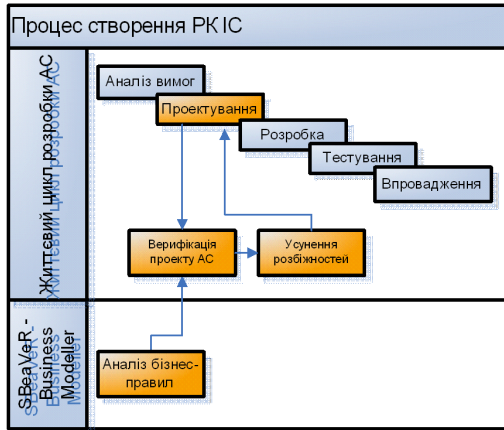 Процес створення РК ІС
Життєвий цикл розробки АС
Аналіз вимог
Проектування
Розробка
Тестування
Впровадження
Верифікація
проекту АС
Усунення
розбіжностей
SBeaVeR -
Business
Modeller
Аналіз бізнес-
правил